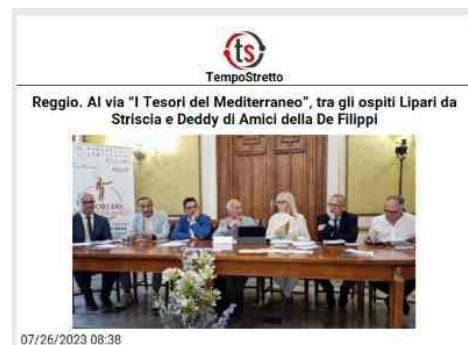 ts
TempoStretto
Reggio. Al via "I Tesori del Mediterraneo", tra gli ospiti Lipari da
Striscia e Deddy di Amici della De Filippi
07/26/2023 08:38